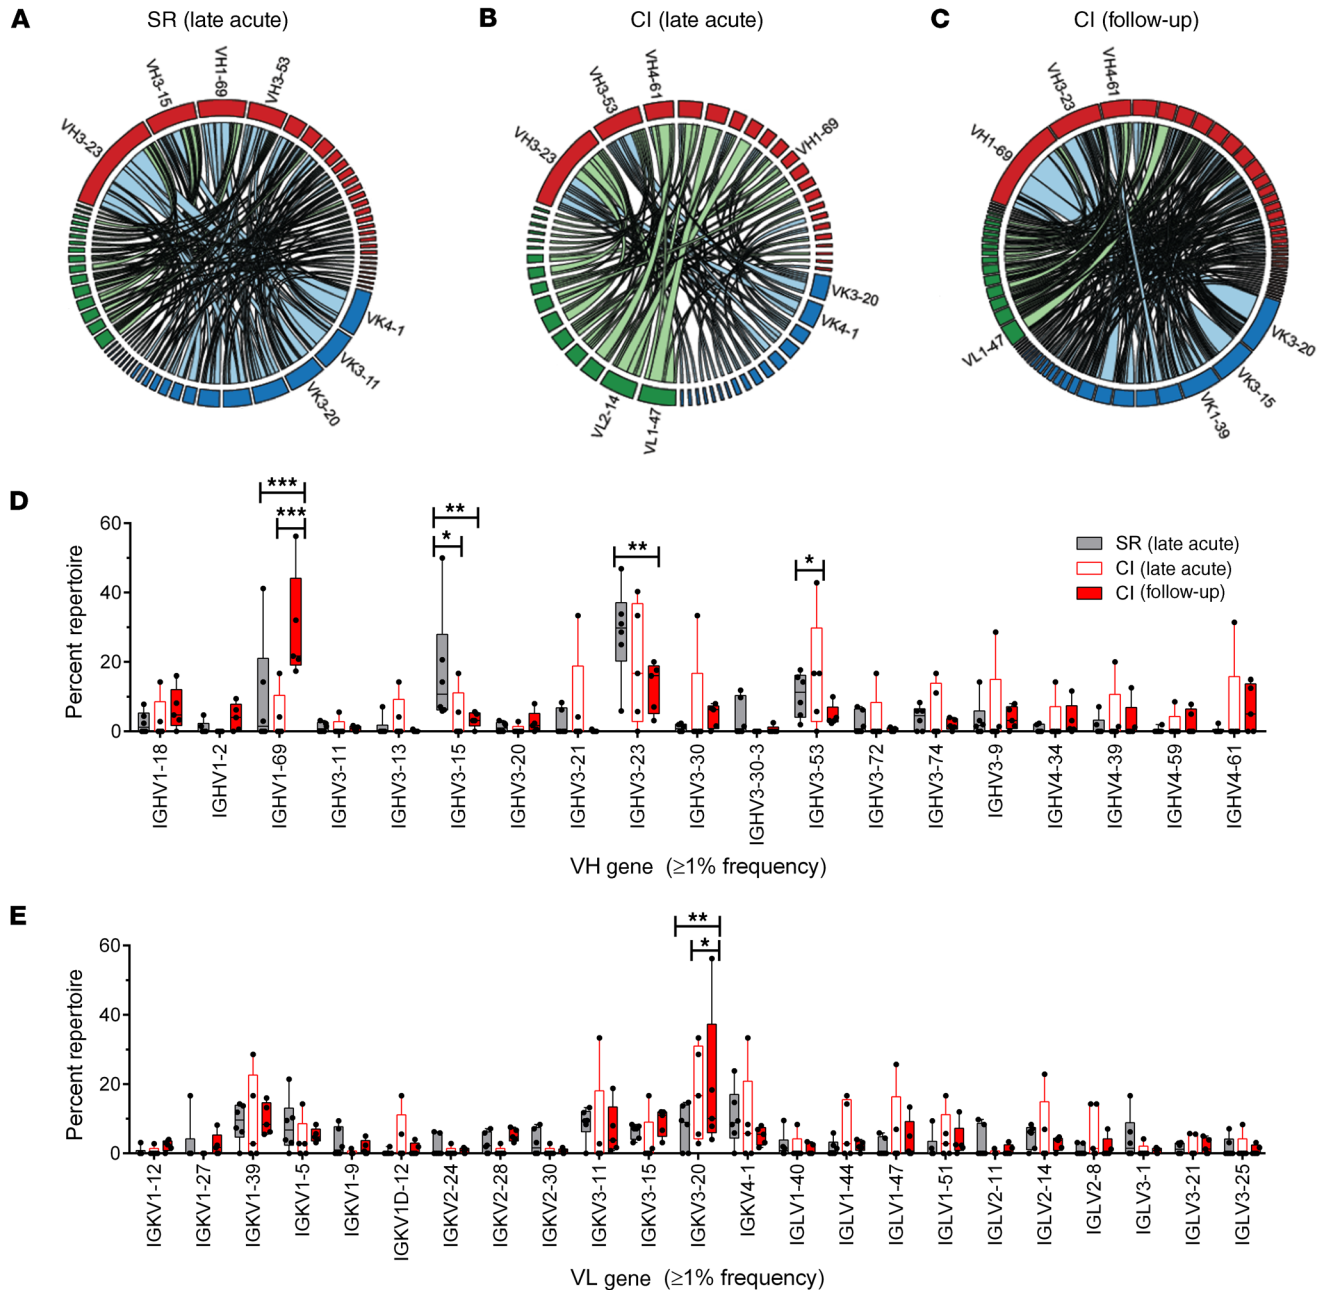 A
SR (late acute)
B
CI (late acute)
C
CI (follow-up)
VH3-23
VH3-15
VH1-69
VH3-53
VK4-1
VK3-11
VK3-20
VH3-23
VH3-53
VH4-61
VH1-69
VK3-20
VK4-1
VL1-47
VL2-14
VH1-69
VH3-23
VH4-61
VK3-20
VK3-15
VK1-39
VL1-47
D
Percent repertoire
60
40
20
0
***
***
**
*
**
*
SR (late acute)
CI (late acute)
CI (follow-up)
IGHV1-18
IGHV1-2
IGHV1-69
IGHV3-11
IGHV3-13
IGHV3-15
IGHV3-20
IGHV3-21
IGHV3-23
IGHV3-30
IGHV3-30-3
IGHV3-53
IGHV3-72
IGHV3-74
IGHV3-9
IGHV4-34
IGHV4-39
IGHV4-59
IGHV4-61
VH gene (≥1% frequency)
E
Percent repertoire
60
40
20
0
**
*
IGKV1-12
IGKV1-27
IGKV1-39
IGKV1-5
IGKV1-9
IGKV1D-12
IGKV2-24
IGKV2-28
IGKV2-30
IGKV3-11
IGKV3-15
IGKV3-20
IGKV4-1
IGLV1-40
IGLV1-44
IGLV1-47
IGLV1-51
IGLV2-11
IGLV2-14
IGLV2-8
IGLV3-1
IGLV3-21
IGLV3-25
VL gene (≥1% frequency)